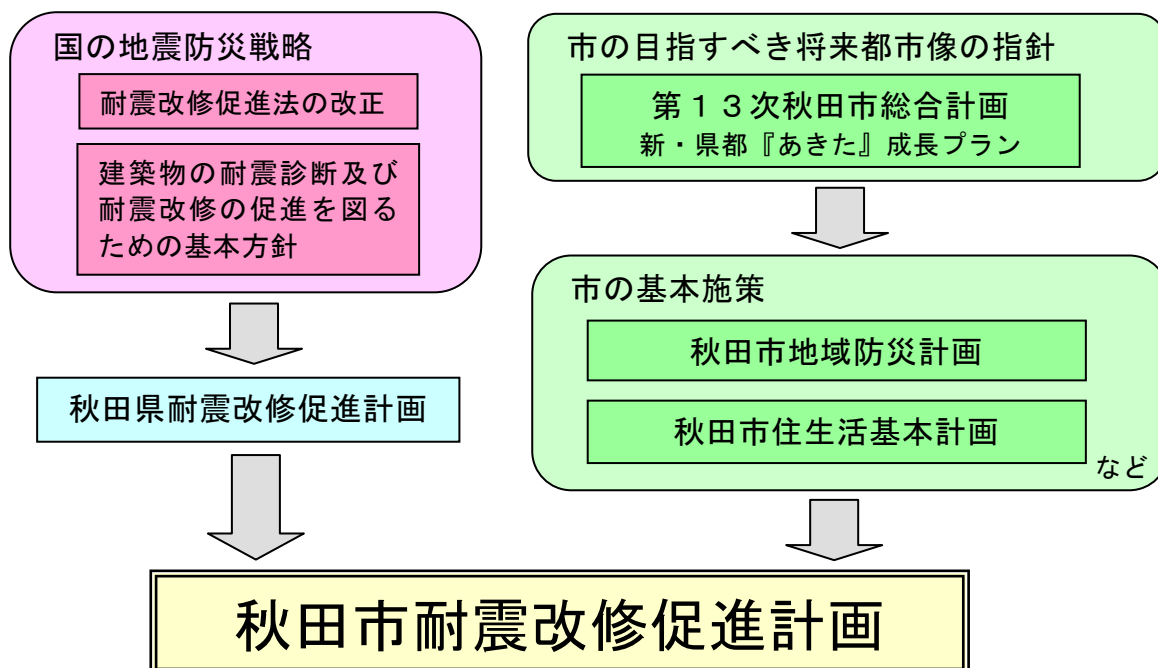 国の地震防災戦略
耐震改修促進法の改正
建築物の耐震診断及び
耐震改修の促進を図る
ための基本方針
秋田県耐震改修促進計画
市の目指すべき将来都市像の指針
第１３次秋田市総合計画
新・県都『あきた』成長プラン
市の基本施策
秋田市地域防災計画
秋田市住生活基本計画
など
秋田市耐震改修促進計画